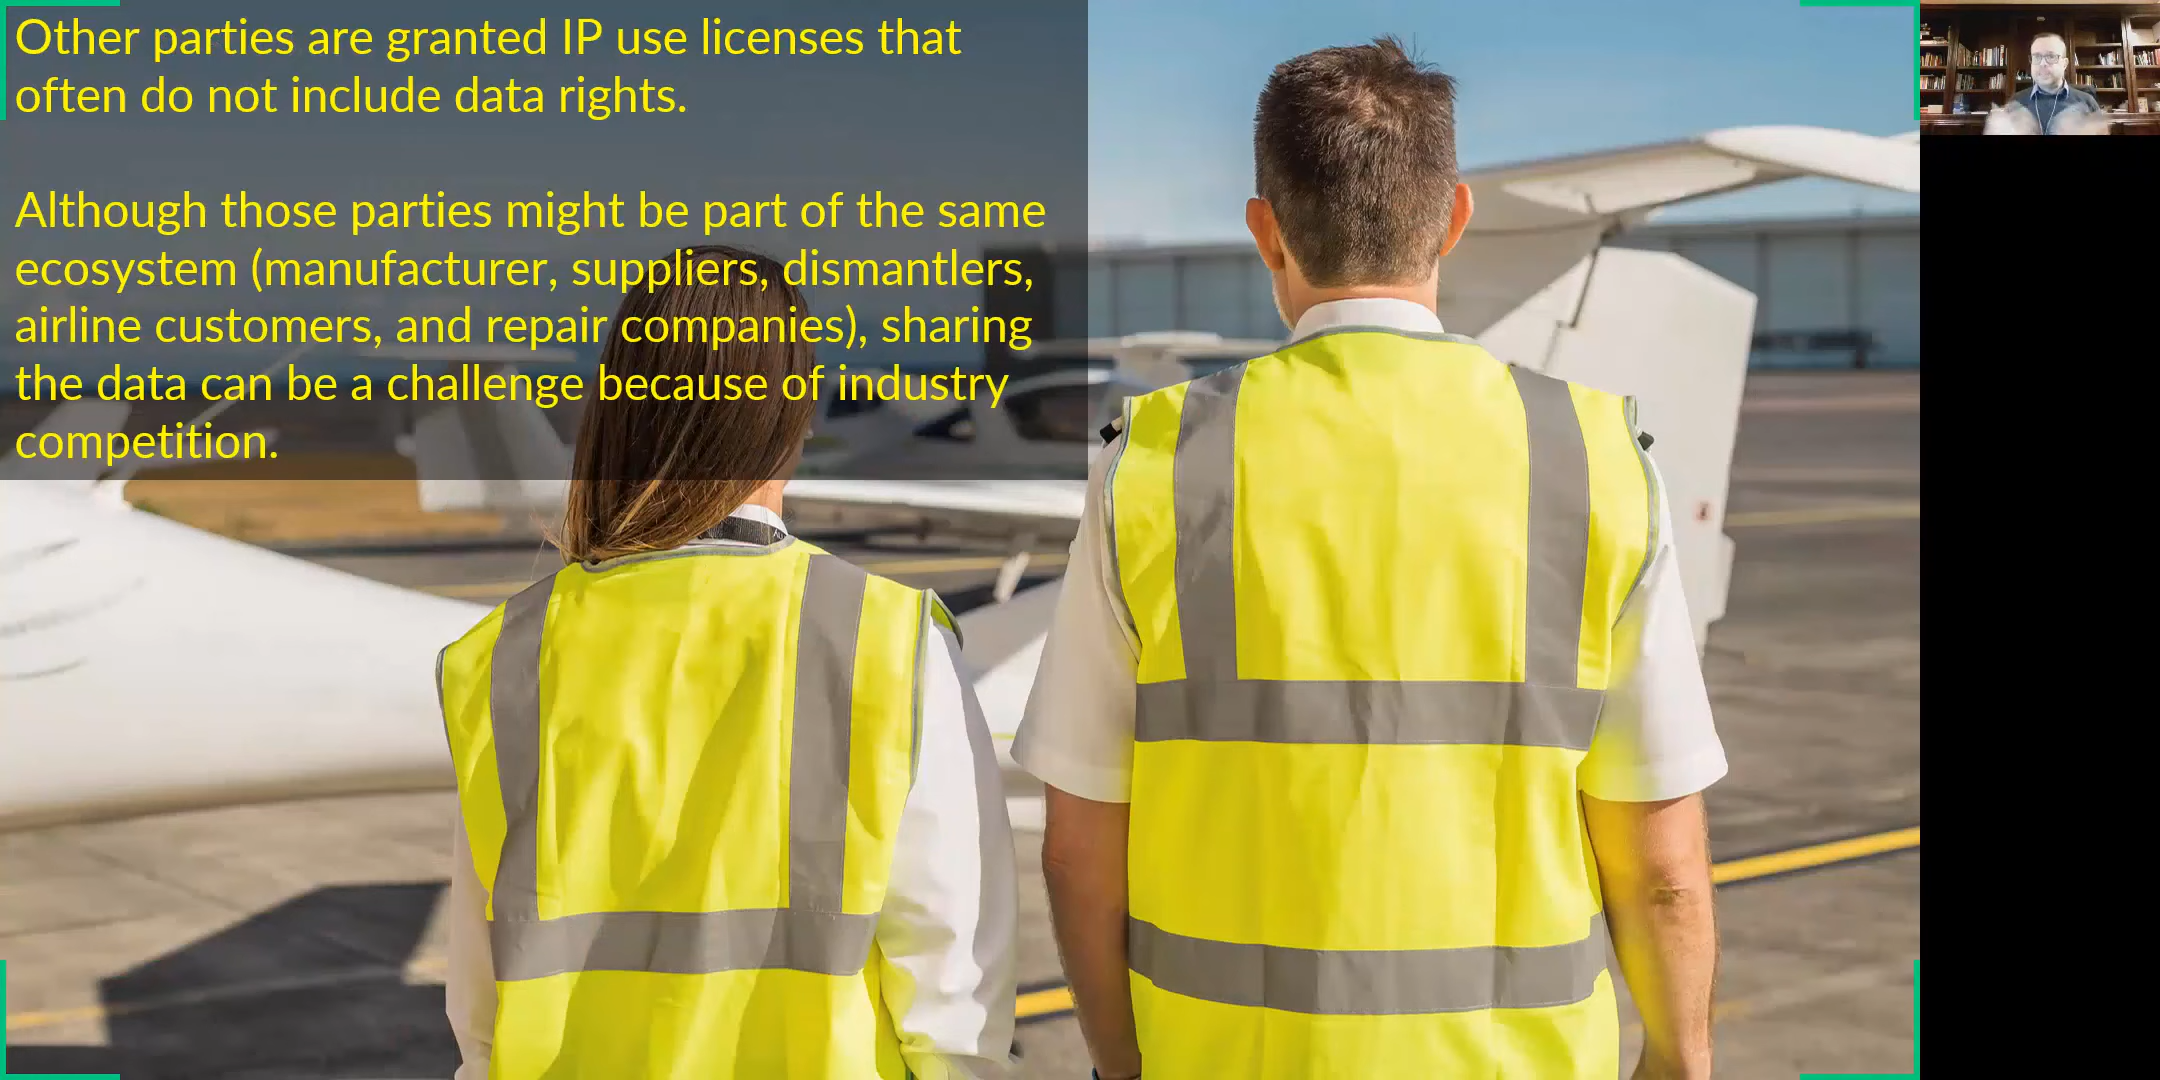 Other parties are granted IP use licenses that
often do not include data rights.
Although those parties might be part of the same
ecosystem (manufacturer, suppliers, dismantlers,
airline customers, and repair companies), sharing
the data can be a challenge because of industry
competition.